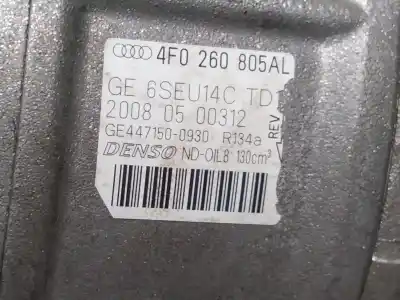 4F0 260 805AL
GE 6SEU14C TD
2008 05 00312
GE447150-0930 R134a
DENSO ND-OIL8 130cm³
REV